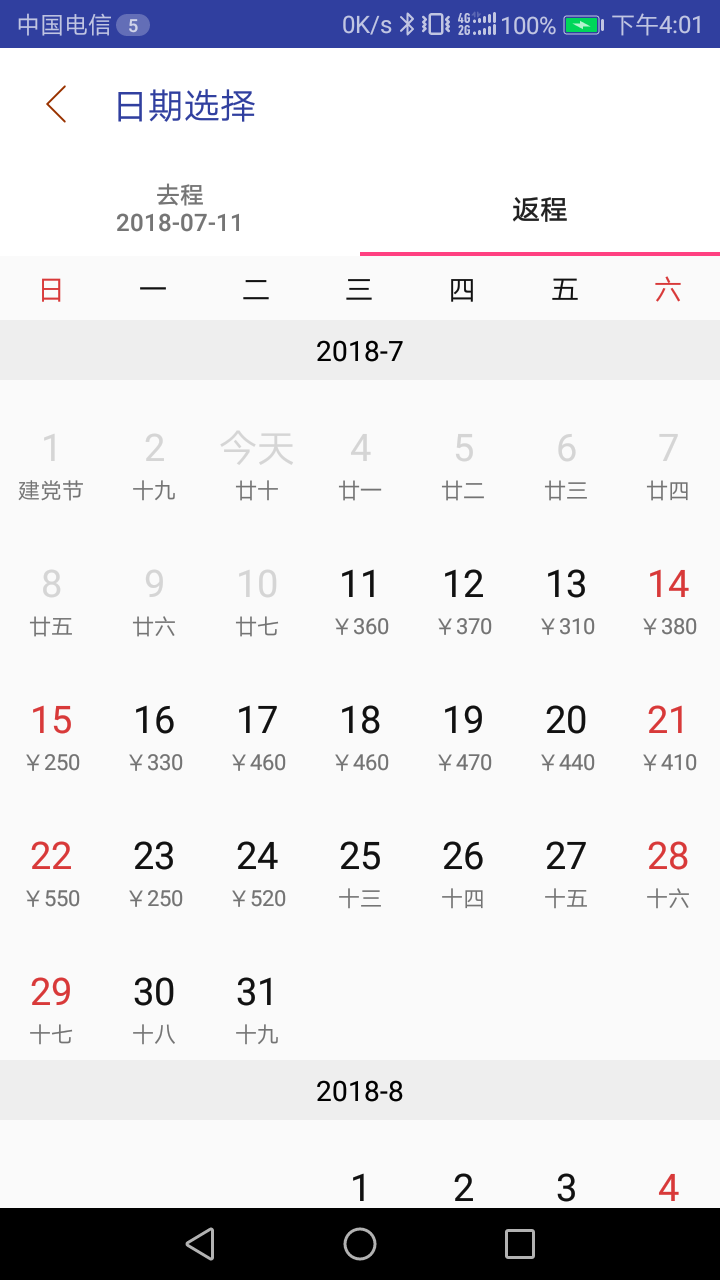 中国电信 5 0K/s 4G 2G 100% 下午4:01
日期选择
去程
2018-07-11
返程
日 一 二 三 四 五 六
2018-7
1 2 今天 4 5 6 7
建党节 十九 廿十 廿一 廿二 廿三 廿四
8 9 10 11 12 13 14
廿五 廿六 廿七 ￥360 ￥370 ￥310 ￥380
15 16 17 18 19 20 21
￥250 ￥330 ￥460 ￥460 ￥470 ￥440 ￥410
22 23 24 25 26 27 28
￥550 ￥250 ￥520 十三 十四 十五 十六
29 30 31
十七 十八 十九
2018-8
1 2 3 4